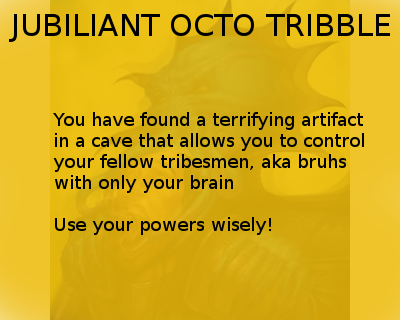 JUBILIANT OCTO TRIBBLE
You have found a terrifying artifact
in a cave that allows you to control
your fellow tribesmen, aka bruhs
with only your brain
Use your powers wisely!